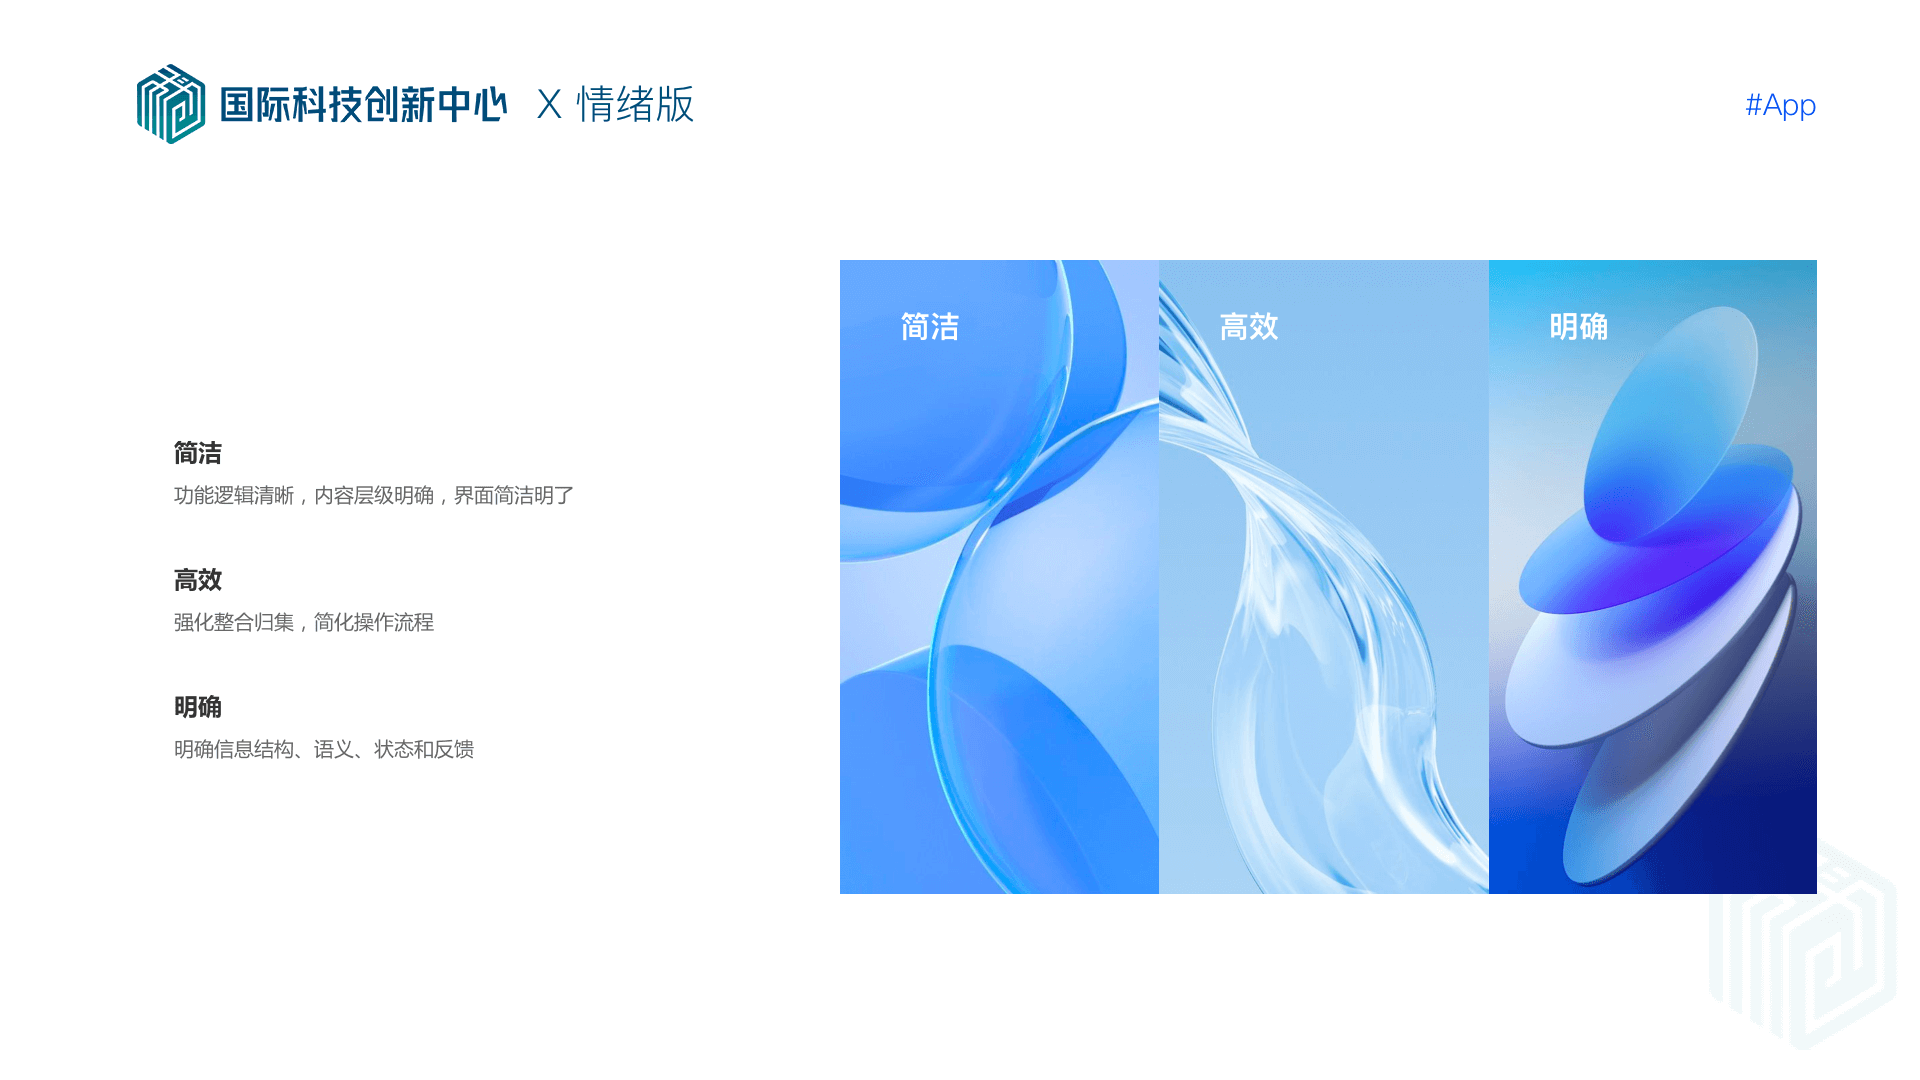 国际科技创新中心 X 情绪版
#App
简洁
功能逻辑清晰，内容层级明确，界面简洁明了
高效
强化整合归集，简化操作流程
明确
明确信息结构、语义、状态和反馈
简洁
高效
明确